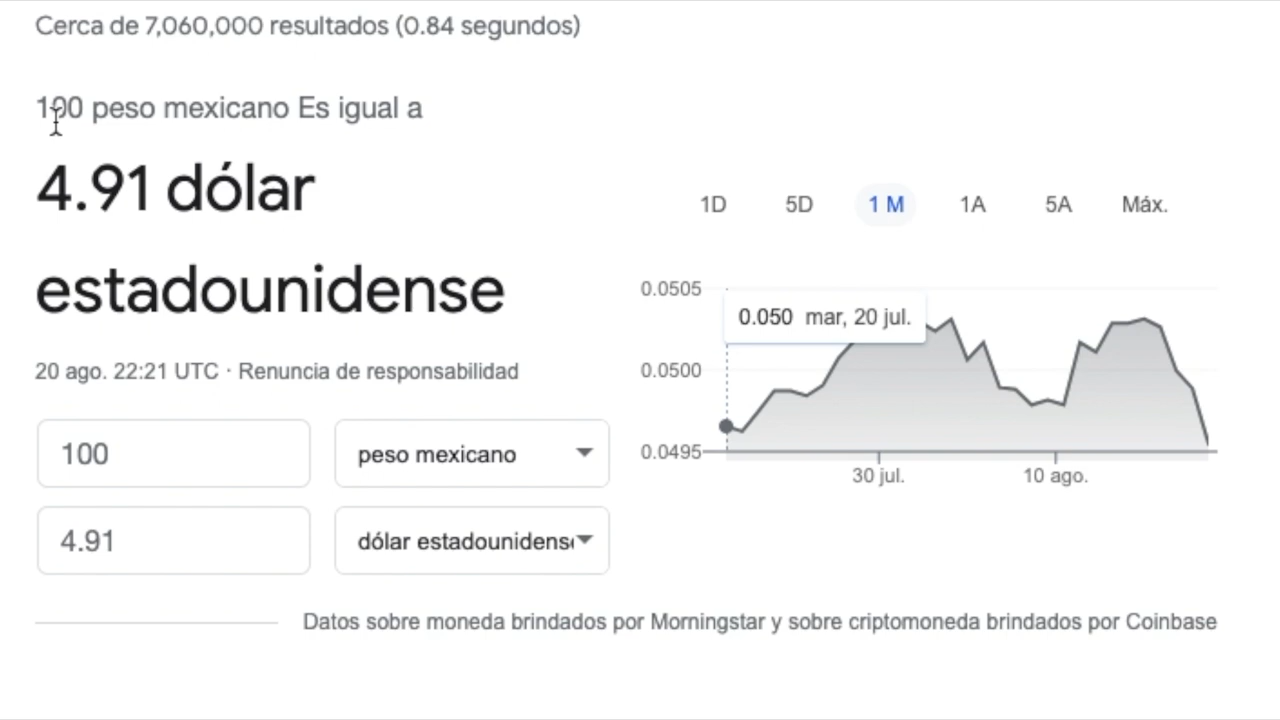 Cerca de 7,060,000 resultados (0.84 segundos)
100 peso mexicano Es igual a
4.91 dólar
estadounidense
20 ago. 22:21 UTC · Renuncia de responsabilidad
100
peso mexicano
4.91
dólar estadounidens
1D 5D 1 M 1A 5A Máx.
0.0505
0.050 mar, 20 jul.
0.0500
0.0495
30 jul. 10 ago.
Datos sobre moneda brindados por Morningstar y sobre criptomoneda brindados por Coinbase